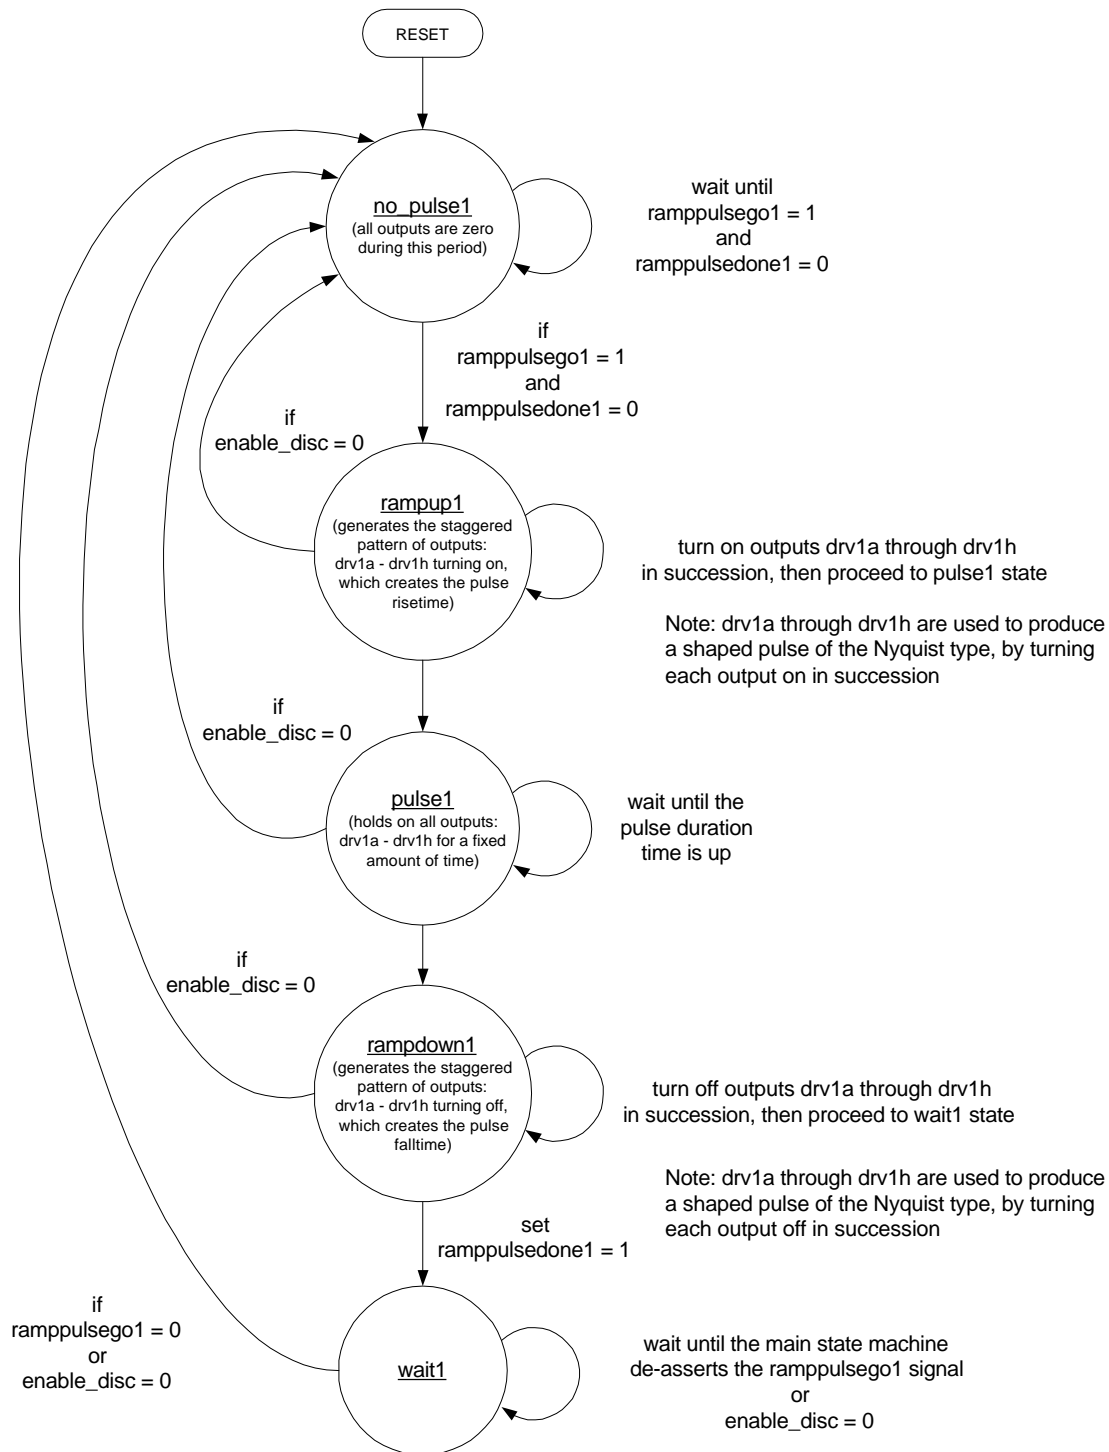 RESET
no_pulse1
(all outputs are zero
during this period)
wait until
ramppulsego1 = 1
and
ramppulsedone1 = 0
if
ramppulsego1 = 1
and
ramppulsedone1 = 0
if
enable_disc = 0
rampup1
(generates the staggered
pattern of outputs:
drv1a - drv1h turning on,
which creates the pulse
risetime)
turn on outputs drv1a through drv1h
in succession, then proceed to pulse1 state
Note: drv1a through drv1h are used to produce
a shaped pulse of the Nyquist type, by turning
each output on in succession
if
enable_disc = 0
pulse1
(holds on all outputs:
drv1a - drv1h for a fixed
amount of time)
wait until the
pulse duration
time is up
if
enable_disc = 0
rampdown1
(generates the staggered
pattern of outputs:
drv1a - drv1h turning off,
which creates the pulse
falltime)
turn off outputs drv1a through drv1h
in succession, then proceed to wait1 state
Note: drv1a through drv1h are used to produce
a shaped pulse of the Nyquist type, by turning
each output off in succession
set
ramppulsedone1 = 1
if
ramppulsego1 = 0
or
enable_disc = 0
wait1
wait until the main state machine
de-asserts the ramppulsego1 signal
or
enable_disc = 0